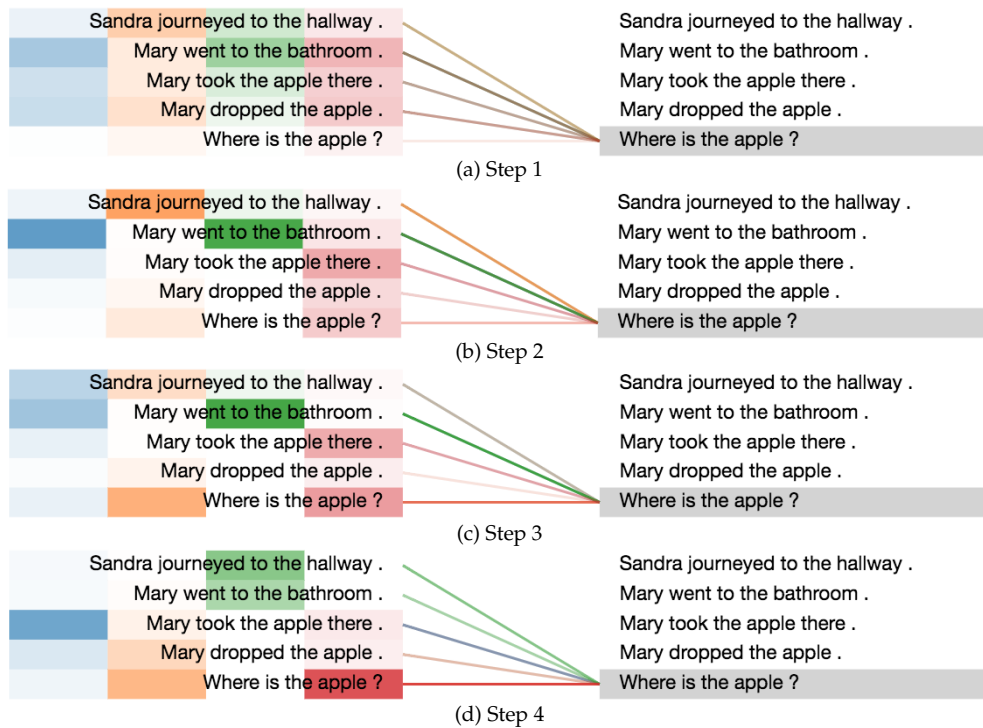 Sandra journeyed to the hallway . Sandra journeyed to the hallway .
Mary went to the bathroom . Mary went to the bathroom .
Mary took the apple there . Mary took the apple there .
Mary dropped the apple . Mary dropped the apple .
Where is the apple ? Where is the apple ?
(a) Step 1
Sandra journeyed to the hallway . Sandra journeyed to the hallway .
Mary went to the bathroom . Mary went to the bathroom .
Mary took the apple there . Mary took the apple there .
Mary dropped the apple . Mary dropped the apple .
Where is the apple ? Where is the apple ?
(b) Step 2
Sandra journeyed to the hallway . Sandra journeyed to the hallway .
Mary went to the bathroom . Mary went to the bathroom .
Mary took the apple there . Mary took the apple there .
Mary dropped the apple . Mary dropped the apple .
Where is the apple ? Where is the apple ?
(c) Step 3
Sandra journeyed to the hallway . Sandra journeyed to the hallway .
Mary went to the bathroom . Mary went to the bathroom .
Mary took the apple there . Mary took the apple there .
Mary dropped the apple . Mary dropped the apple .
Where is the apple ? Where is the apple ?
(d) Step 4